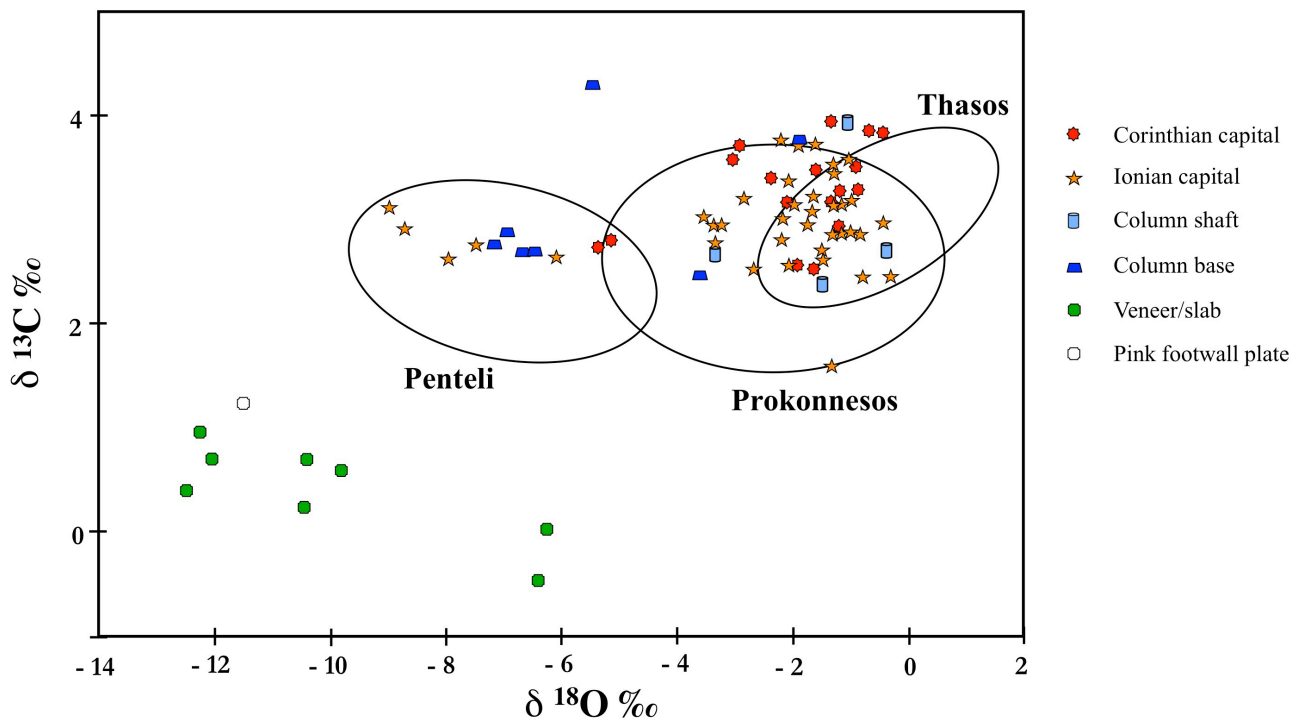 4
2
0
δ ¹³C ‰
Thasos
Penteli
Prokonnesos
Corinthian capital
Ionian capital
Column shaft
Column base
Veneer/slab
Pink footwall plate
- 14 - 12 - 10 - 8 - 6 - 4 - 2 0 2
δ ¹⁸O ‰